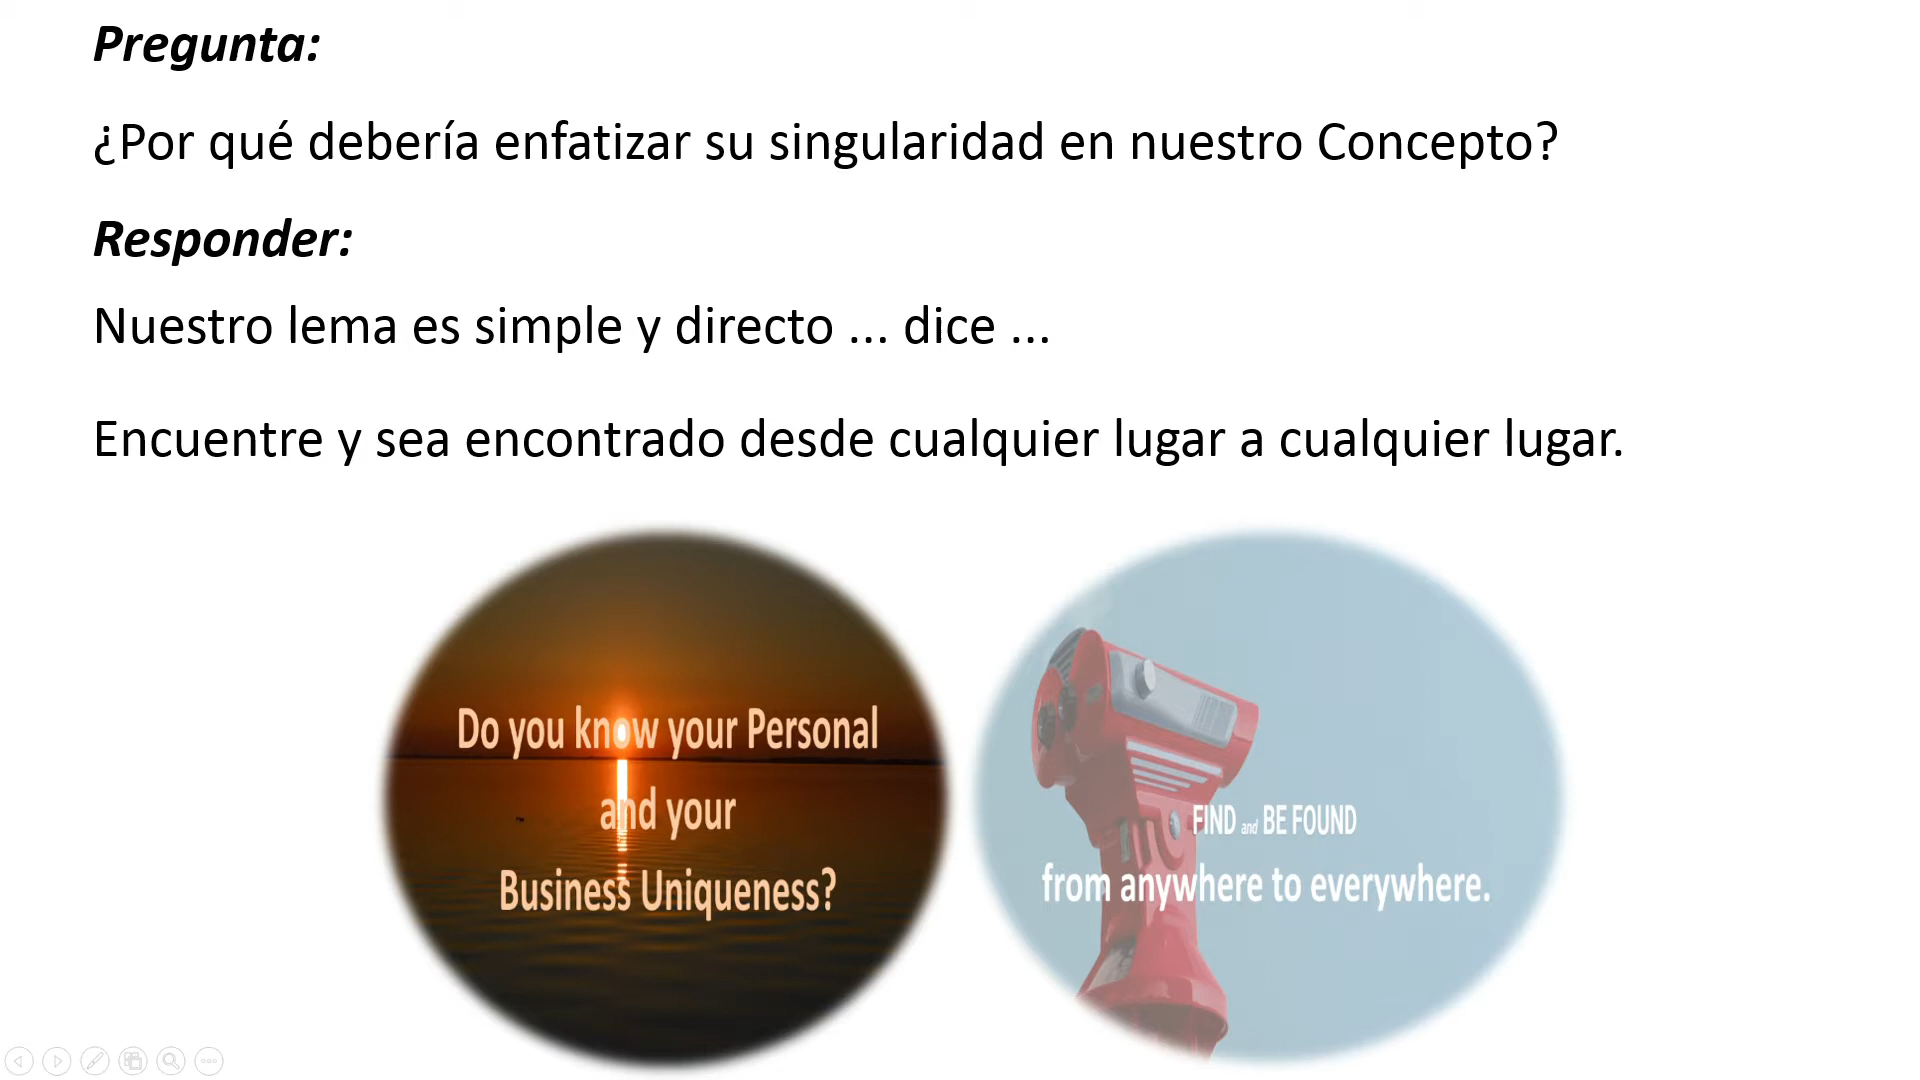 Pregunta:
¿Por qué debería enfatizar su singularidad en nuestro Concepto?
Responder:
Nuestro lema es simple y directo ... dice ...
Encuentre y sea encontrado desde cualquier lugar a cualquier lugar.
Do you know your Personal
and your
Business Uniqueness?
FIND and BE FOUND
from anywhere to everywhere.